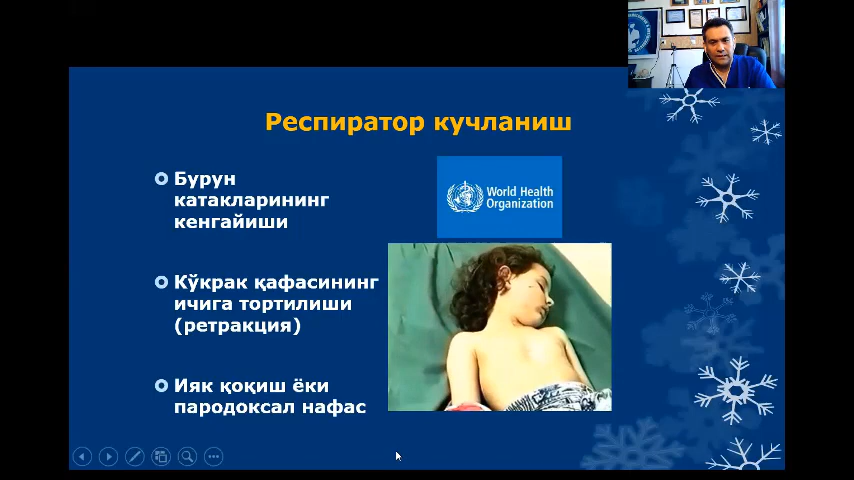 Респиратор кучланиш
Бурун
катакларининг
кенгайиши
World Health
Organization
Кўкрак қафасининг
ичига тортилиши
(ретракция)
Ияк қоқиш ёки
пародоксал нафас